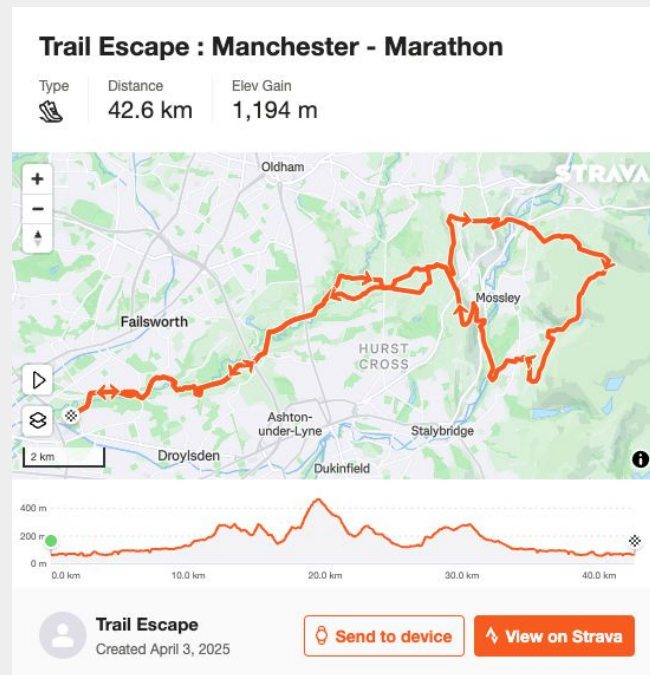 Trail Escape : Manchester - Marathon
Type
Distance
Elev Gain
42.6 km
1,194 m
STRAVA
Oldham
Failsworth
Mossley
HURST
CROSS
Ashton-
under-Lyne
Stalybridge
Droylsden
Dukinfield
2 km
400 m
200 m
0 m
0.0 km
10.0 km
20.0 km
30.0 km
40.0 km
Trail Escape
Created April 3, 2025
Send to device
View on Strava